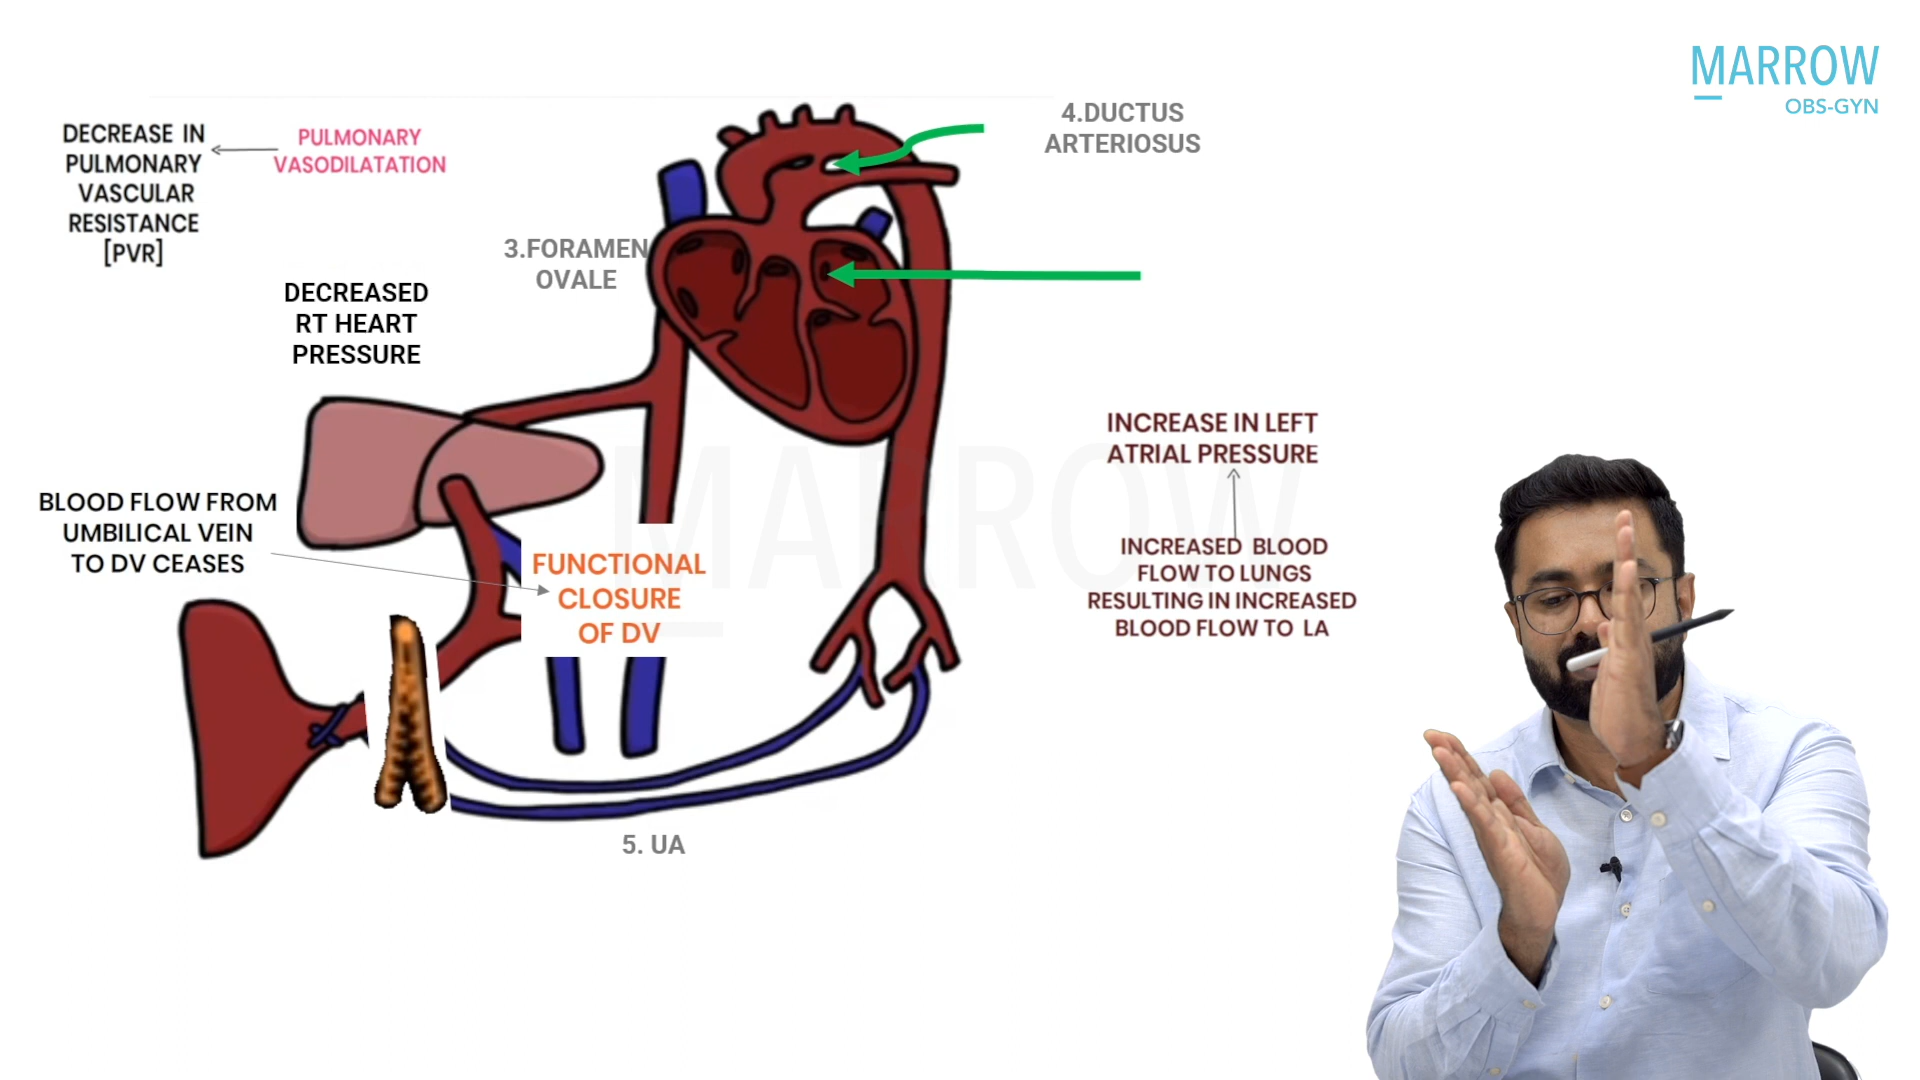 MARROW
OBS-GYN
DECREASE IN
PULMONARY
VASCULAR
RESISTANCE
[PVR]
PULMONARY
VASODILATATION
4.DUCTUS
ARTERIOSUS
3.FORAMEN
OVALE
DECREASED
RT HEART
PRESSURE
INCREASE IN LEFT
ATRIAL PRESSURE
BLOOD FLOW FROM
UMBILICAL VEIN
TO DV CEASES
FUNCTIONAL
CLOSURE
OF DV
INCREASED BLOOD
FLOW TO LUNGS
RESULTING IN INCREASED
BLOOD FLOW TO LA
5. UA
MARROW